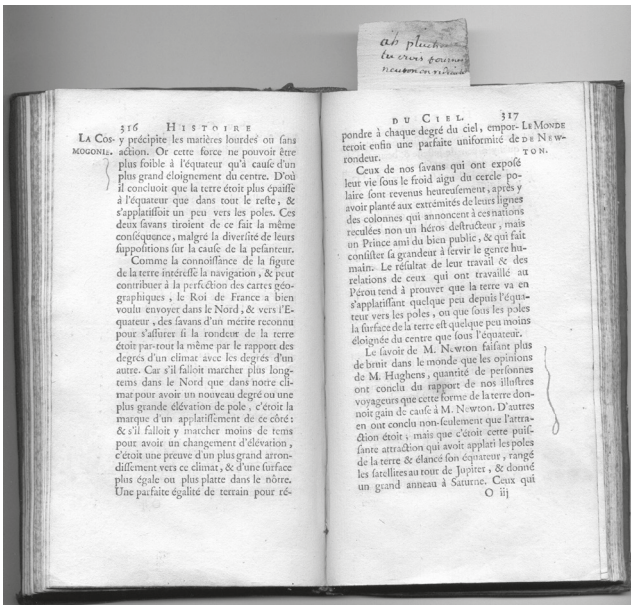 ah pluche
tu crois
316 HISTOIRE
LA COS- y précipite les matières lourdes ou sans
MOGONIE. action. Or cette force ne pouvoir être
plus foible à l'équateur qu'à cause d'un
plus grand éloignement du centre. D'où
il concluoit que la terre étoit plus épaisse
à l'équateur que dans tout le reste, &
s'applatissoit un peu vers les poles. Ces
deux savans tiroient de ce fait la même
conséquence, malgré la diversité de leurs
suppositions sur la cause de la pesanteur.
Comme la connoissance de la figure
de la terre intéresse la navigation, & peut
contribuer à la perfection des cartes géo-
graphiques, le Roi de France a bien
voulu envoyer dans le Nord, & vers l'E-
quateur, des savans d'un mérite reconnu
pour s'assurer si la rondeur de la terre
étoit par-tout la même par le rapport des
degrés d'un climat avec les degrés d'un
autre. Car s'il falloit marcher plus long-
tems dans le Nord que dans notre cli-
mat pour avoir un nouveau degré ou une
plus grande élévation de pole, c'étoit la
marque d'un applatissement de ce côté:
& s'il falloit y marcher moins de tems
pour avoir un changement d'élévation,
c'étoit une preuve d'un plus grand arron-
dissement vers ce climat, & d'une surface
plus égale ou plus platte dans le nôtre.
Une parfaite égalité de terrain pour ré-
DU CIEL. 317
pondre à chaque degré du ciel, empor- LE MONDE
teroit enfin une parfaite uniformité de DE NEW-
rondeur. TON.
Ceux de nos savans qui ont exposé
leur vie sous le froid aigu du cercle po-
laire sont revenus heureusement, après y
avoir planté aux extrémités de leurs lignes
des colonnes qui annoncent à ces nations
reculées non un héros destructeur, mais
un Prince ami du bien public, & qui fait
consister sa grandeur à servir le genre hu-
main. Le résultat de leur travail & des
relations de ceux qui ont travaillé au
Pérou tend à prouver que la terre va en
s'applatissant quelque peu depuis l'équa-
teur vers les poles, ou que sous les poles
la surface de la terre est quelque peu moins
éloignée du centre que sous l'équateur.
Le savoir de M. Newton faisant plus
de bruit dans le monde que les opinions
de M. Hughens, quantité de personnes
ont conclu du rapport de nos illustres
voyageurs que cette forme de la terre don-
noit gain de cause à M. Newton. D'autres
en ont conclu non-seulement que l'attra-
ction étoit, mais que c'étoit cette puis-
sante attraction qui avoit applati les poles
de la terre & élancé son équateur, rangé
les satellites autour de Jupiter, & donné
un grand anneau à Saturne. Ceux qui
O iij